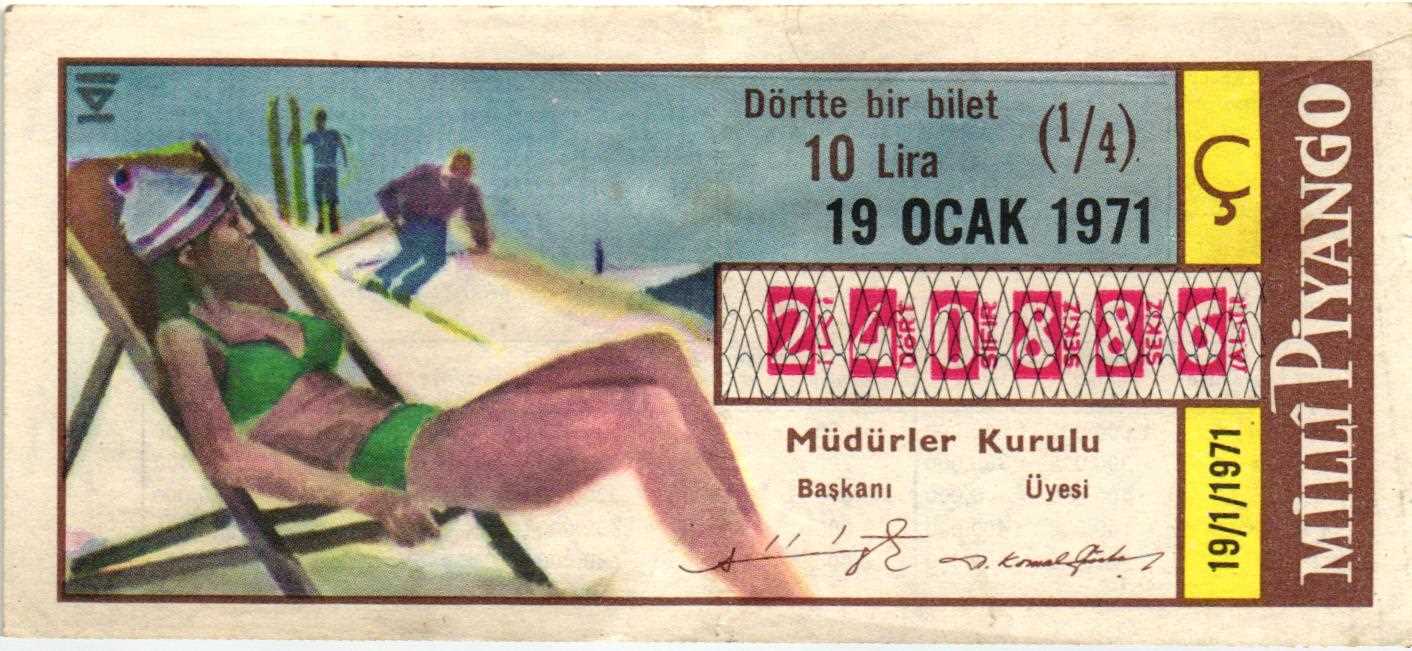 Dörtte bir bilet
(1/4)
10 Lira
19 OCAK 1971
Ç
2 İKİ 4 DÖRT 0 SIFIR 8 SEKİZ 8 SEKİZ 6 ALTI
Müdürler Kurulu
Başkanı Üyesi
19/1/1971
MİLLÎ PİYANGO